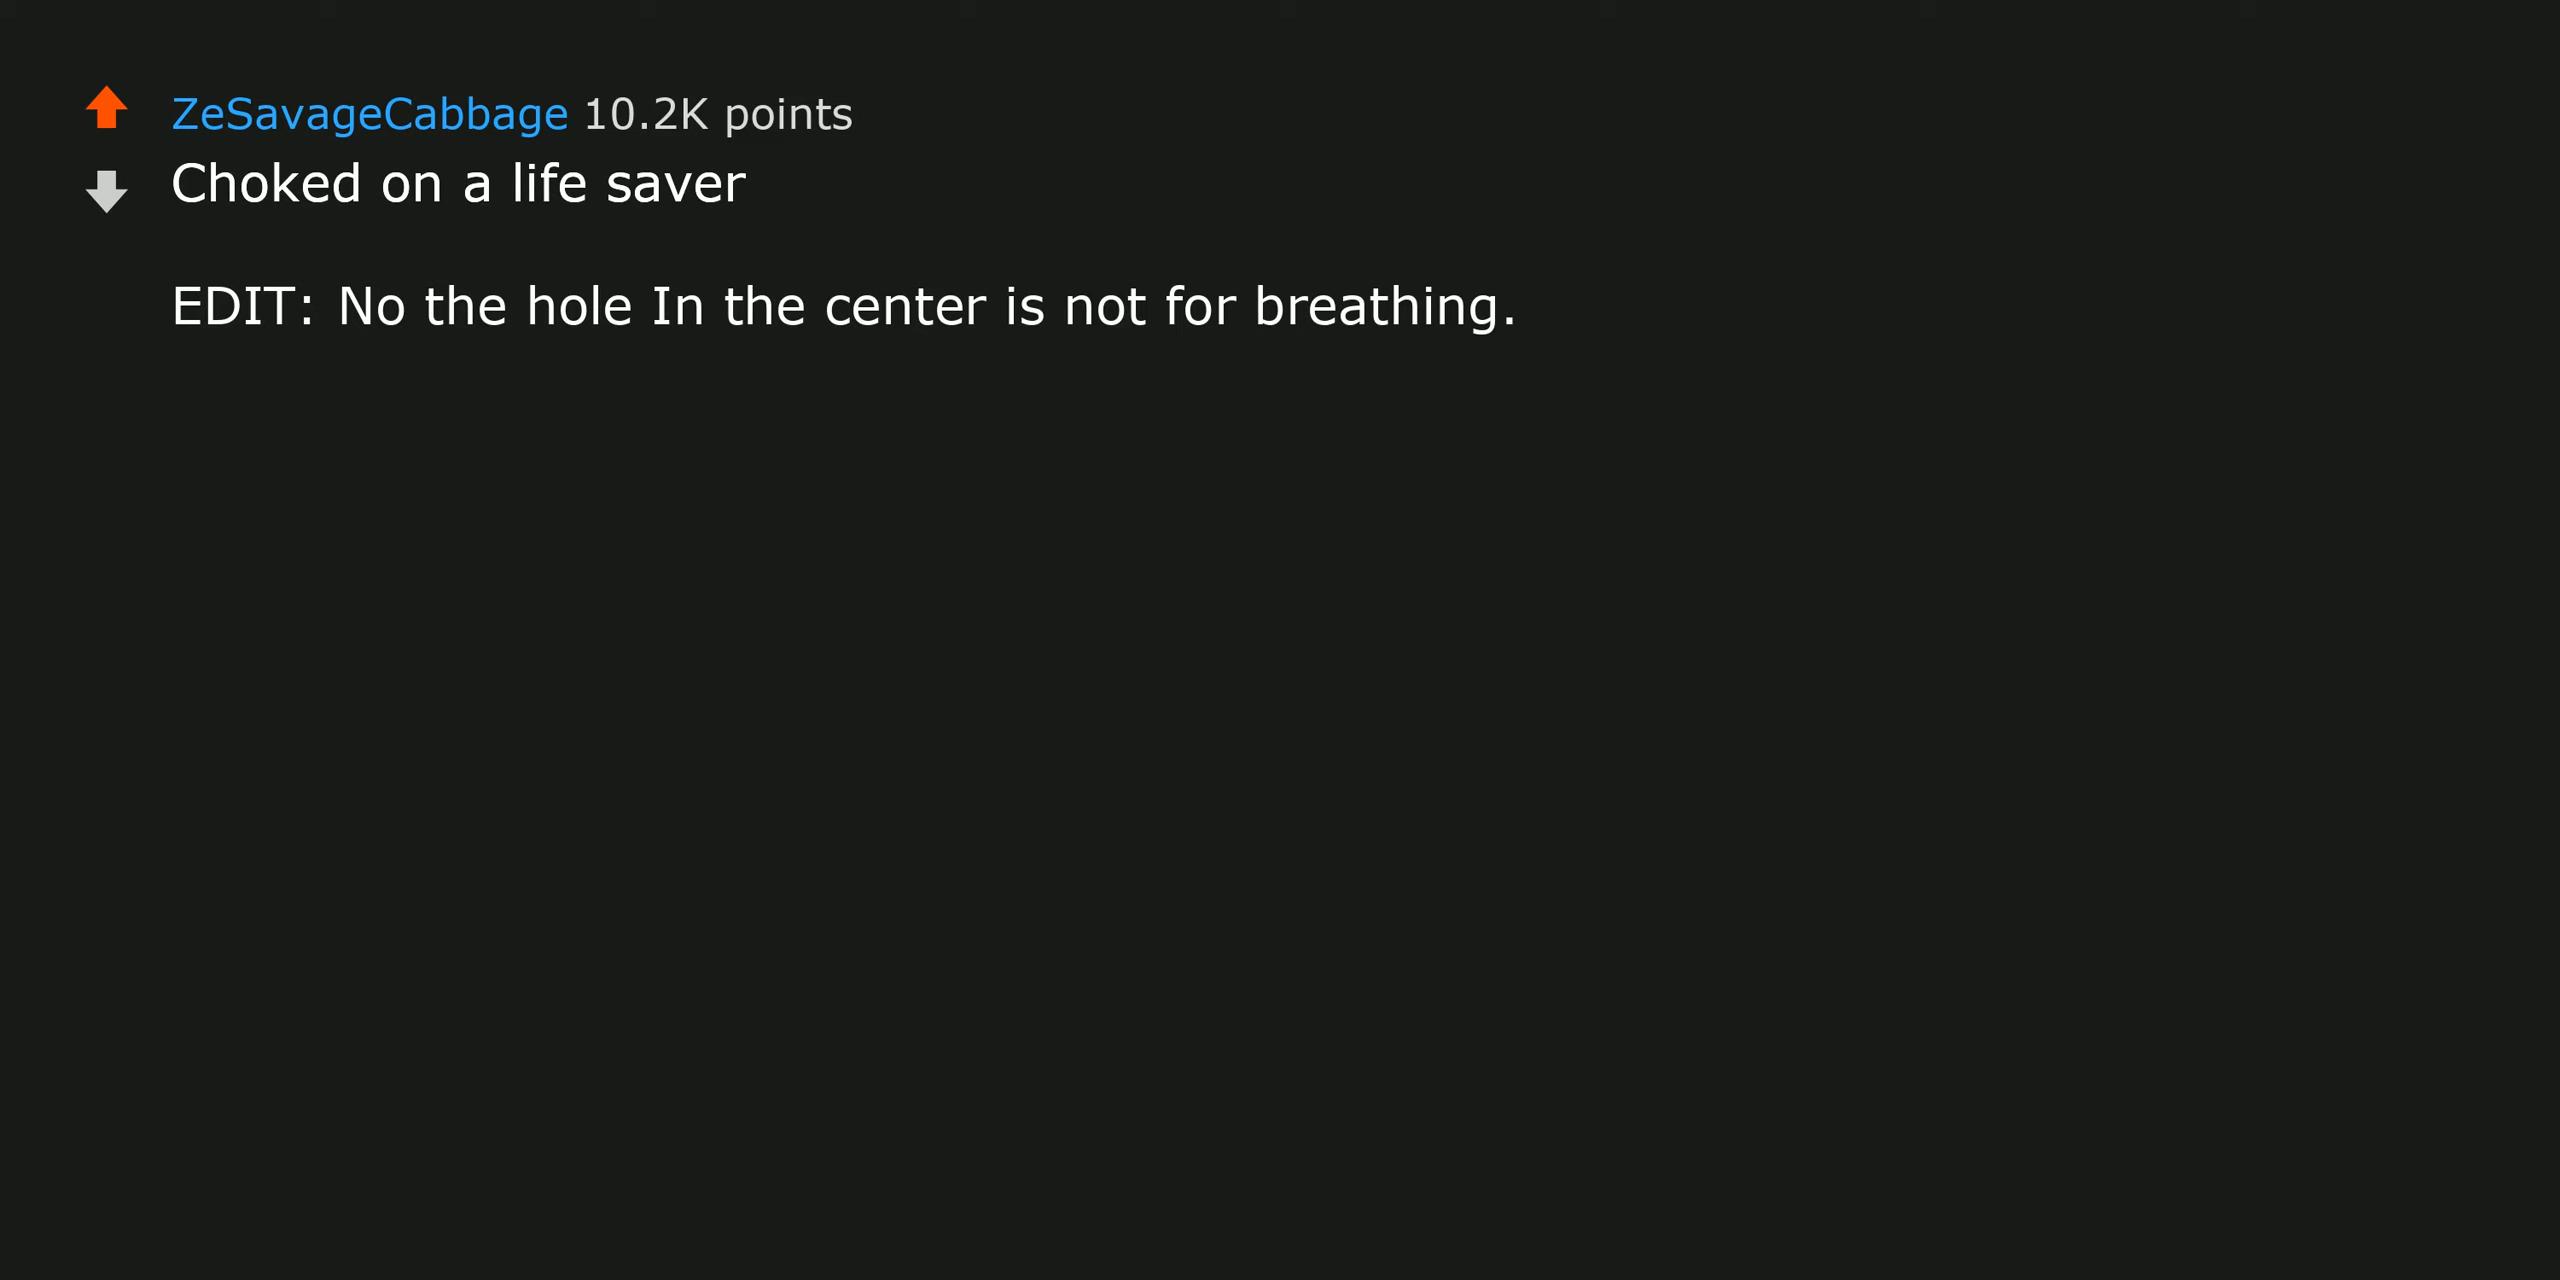 ZeSavageCabbage 10.2K points
Choked on a life saver
EDIT: No the hole In the center is not for breathing.